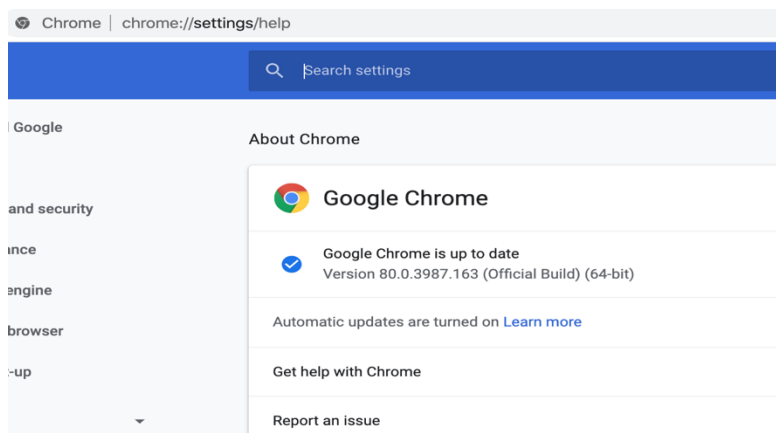 Chrome | chrome://settings/help
Search settings
Google
and security
engine
browser
-up
About Chrome
Google Chrome
Google Chrome is up to date
Version 80.0.3987.163 (Official Build) (64-bit)
Automatic updates are turned on Learn more
Get help with Chrome
Report an issue